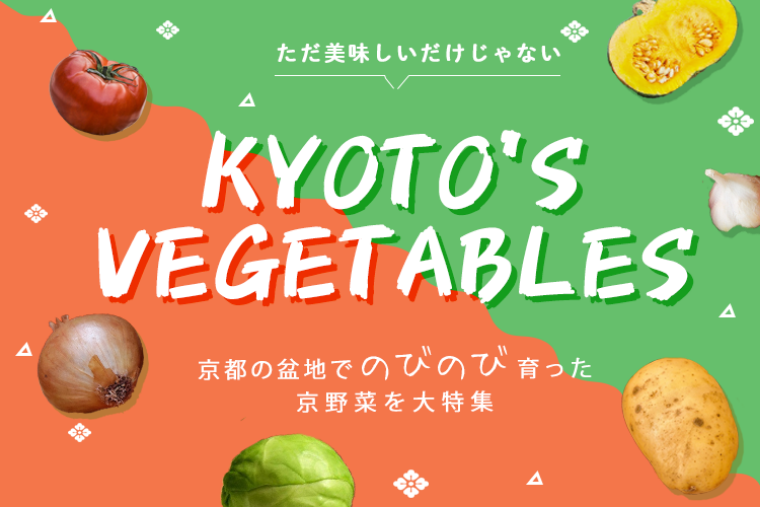 ただ美味しいだけじゃない
KYOTO'S
VEGETABLES
京都の盆地でのびのび育った
京野菜を大特集